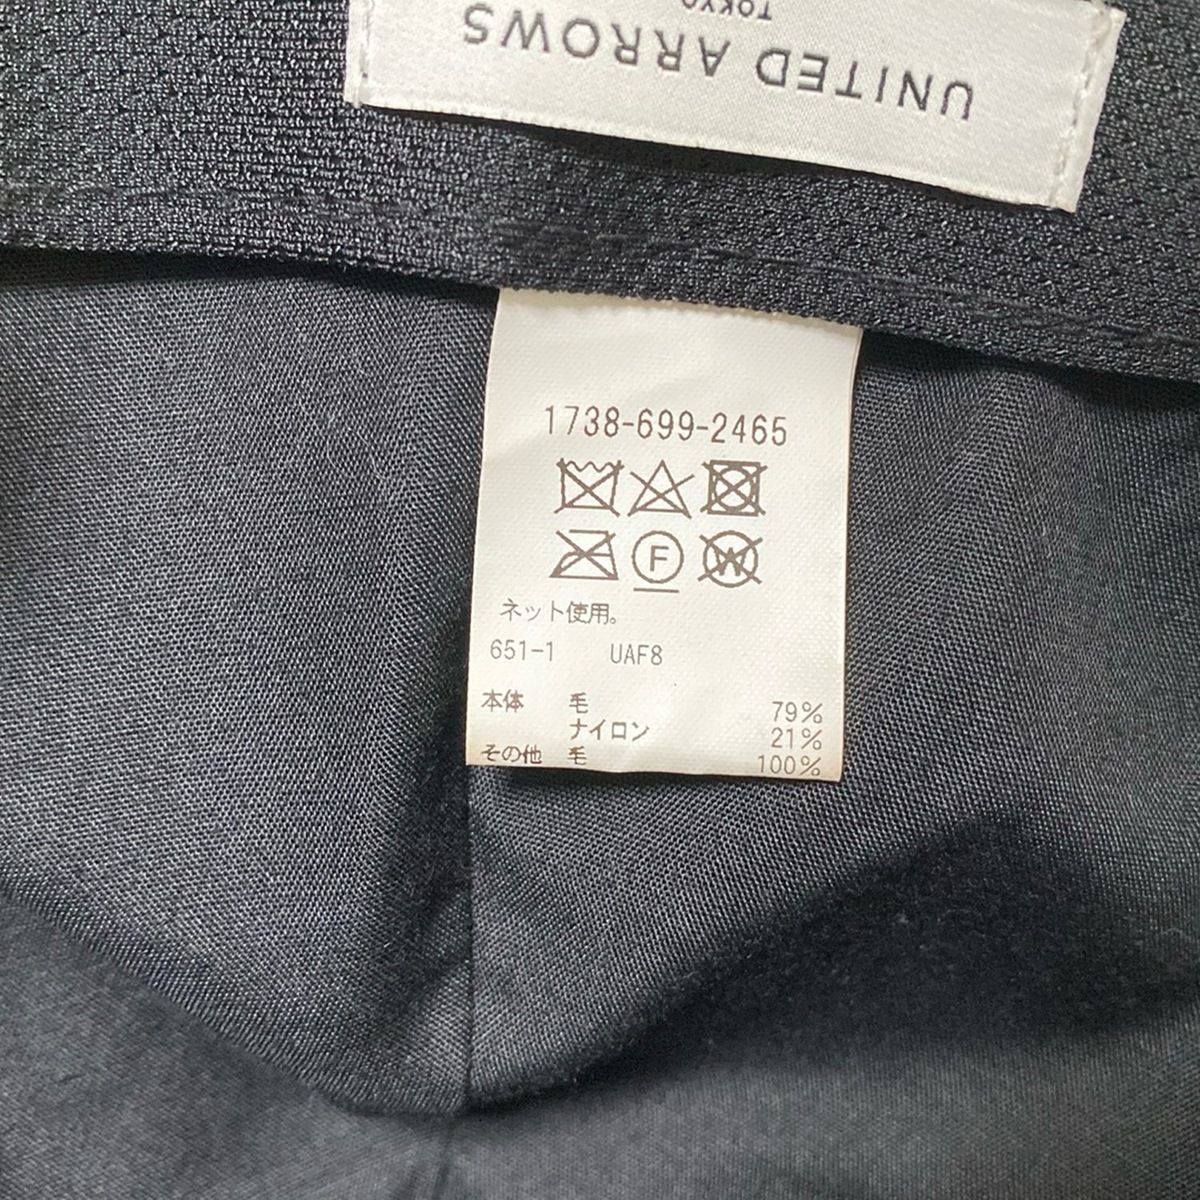 UNITED ARROWS
TOKYO
1738-699-2465
F W
ネット使用。
651-1 UAF8
本体 毛 79%
ナイロン 21%
その他 毛 100%